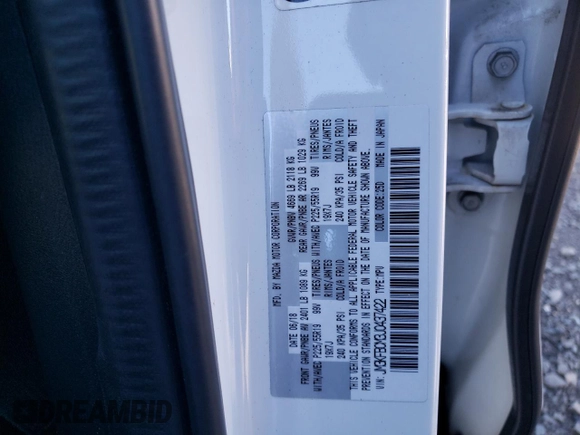 MFD. BY MAZDA MOTOR CORPORATION
DATE: 06/18 GVWR/PNBV 4669 LB 2118 KG
FRONT GAWR/PNBE AV 2401 LB 1089 KG REAR GAWR/PNBE AR 2269 LB 1029 KG
WITH/AVEC P225/55R19 99V TIRES/PNEUS WITH/AVEC P225/55R19 99V TIRES/PNEUS
19X7J RIMS/JANTES 19X7J RIMS/JANTES
240 KPA/35 PSI COLD/A FROID 240 KPA/35 PSI COLD/A FROID
THIS VEHICLE CONFORMS TO ALL APPLICABLE FEDERAL MOTOR VEHICLE SAFETY AND THEFT
PREVENTION STANDARDS IN EFFECT ON THE DATE OF MANUFACTURE SHOWN ABOVE.
VIN: TYPE:MPV COLOR CODE:25D MADE IN JAPAN
DREAMBID